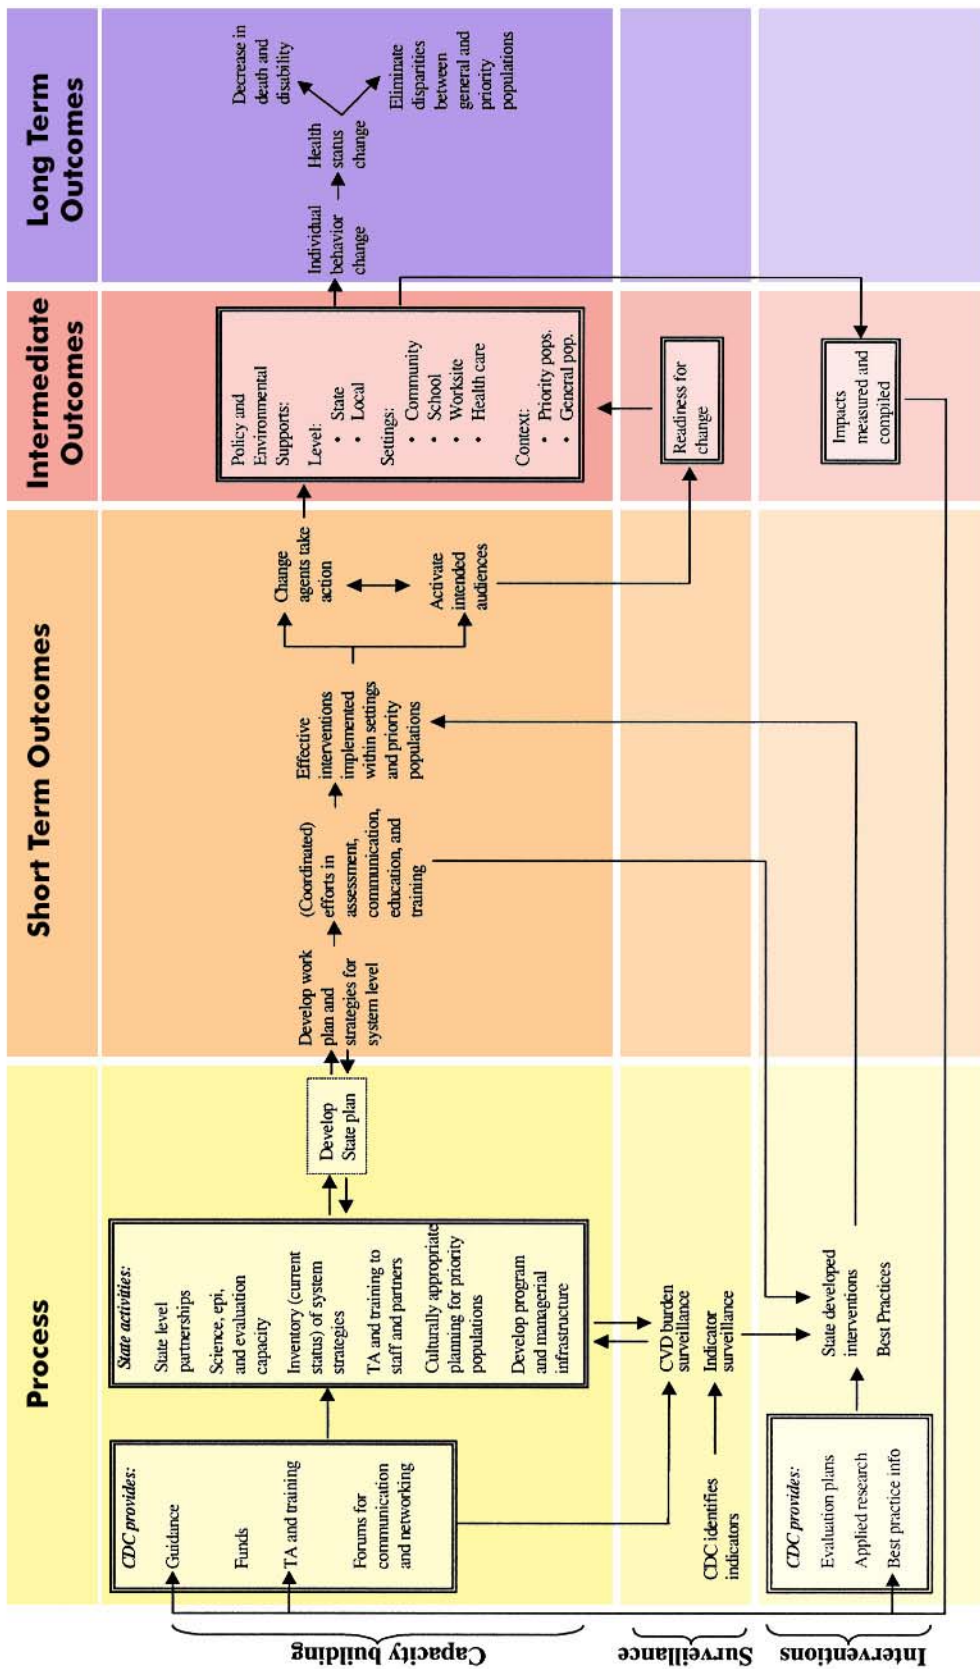 Process
Short Term Outcomes
Intermediate
Outcomes
Long Term
Outcomes
Capacity building
CDC provides:
Guidance
Funds
TA and training
Forums for
communication
and networking
State activities:
State level
partnerships
Science, epi,
and evaluation
capacity
Inventory (current
status) of system
strategies
TA and training to
staff and partners
Culturally appropriate
planning for priority
populations
Develop program
and managerial
infrastructure
Develop
State plan
Develop work
plan and
strategies for
system level
(Coordinated)
efforts in
assessment,
communication,
education, and
training
Effective
interventions
implemented
within settings
and priority
populations
Change
agents take
action
Activate
intended
audiences
Policy and
Environmental
Supports:
Level:
• State
• Local
Settings:
• Community
• School
• Worksite
• Health care
Context:
• Priority pops.
• General pop.
Individual
behavior
change
Health
status
change
Decrease in
death and
disability
Eliminate
disparities
between
general and
priority
populations
Surveillance
CDC identifies
indicators
CVD burden
surveillance
Indicator
surveillance
Readiness for
change
Interventions
CDC provides:
Evaluation plans
Applied research
Best practice info
State developed
interventions
Best Practices
Impacts
measured and
compiled